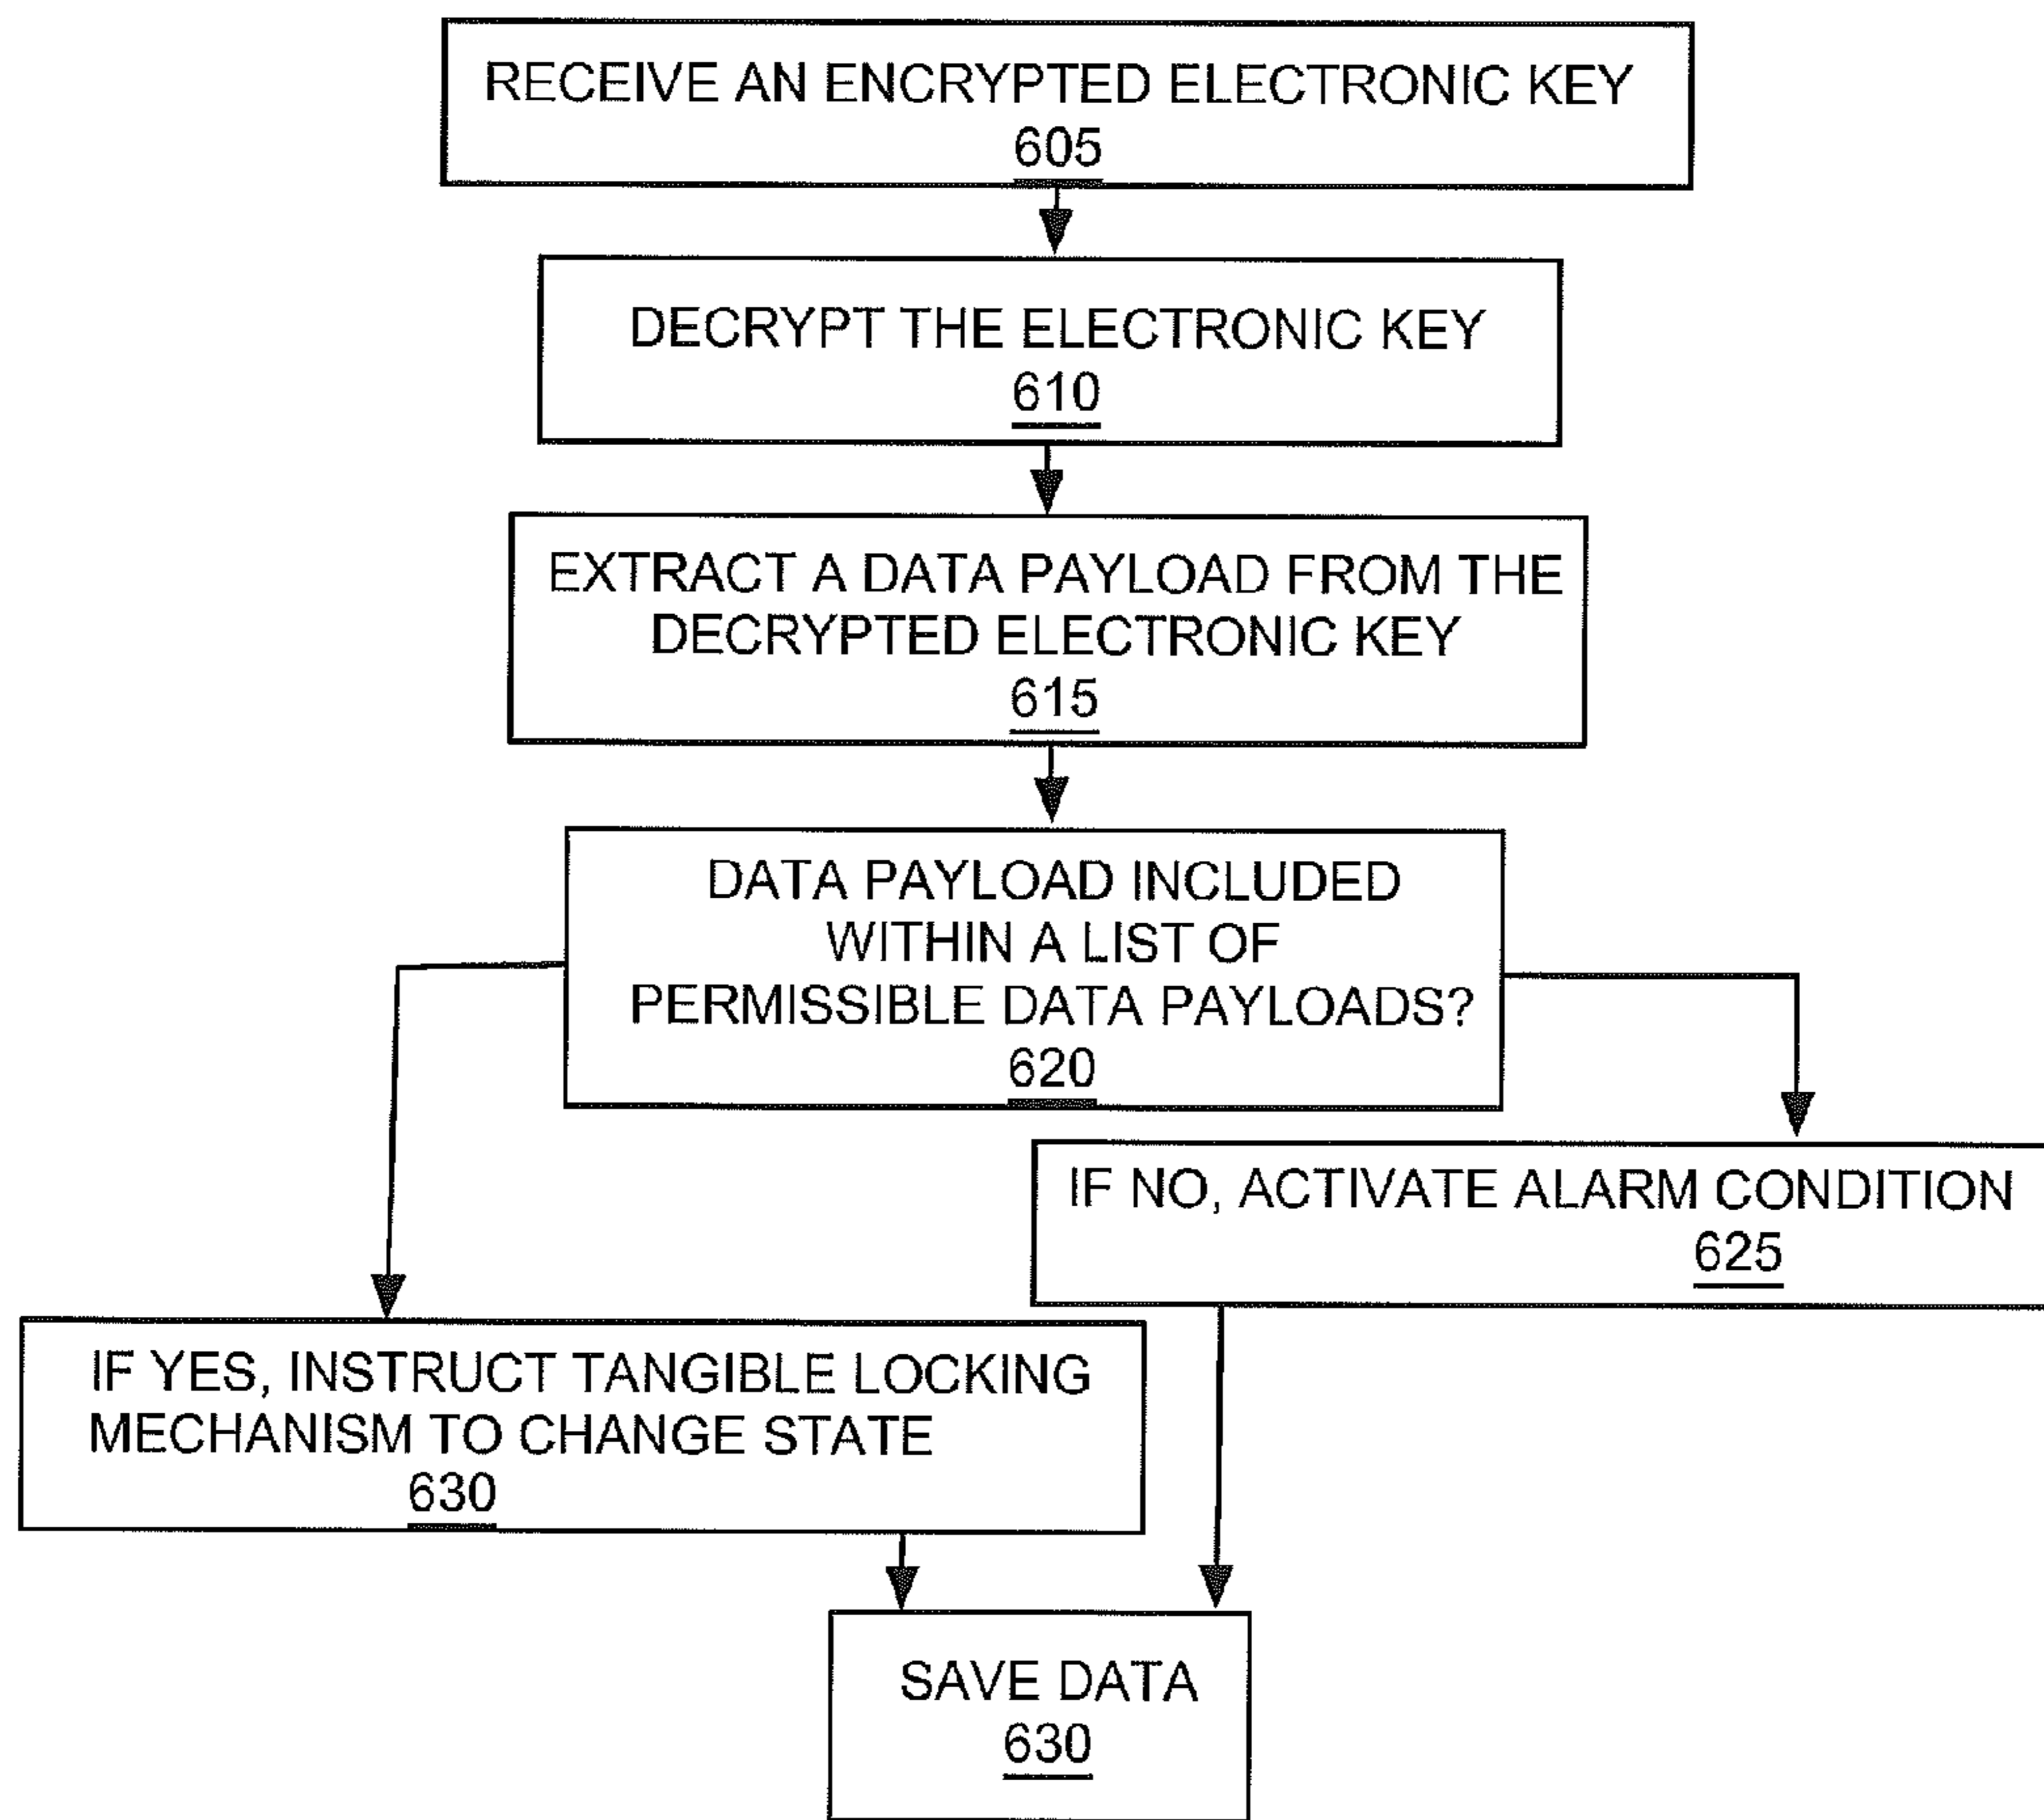 RECEIVE AN ENCRYPTED ELECTRONIC KEY
605
DECRYPT THE ELECTRONIC KEY
610
EXTRACT A DATA PAYLOAD FROM THE
DECRYPTED ELECTRONIC KEY
615
DATA PAYLOAD INCLUDED
WITHIN A LIST OF
PERMISSIBLE DATA PAYLOADS?
620
IF NO, ACTIVATE ALARM CONDITION
625
IF YES, INSTRUCT TANGIBLE LOCKING
MECHANISM TO CHANGE STATE
630
SAVE DATA
630